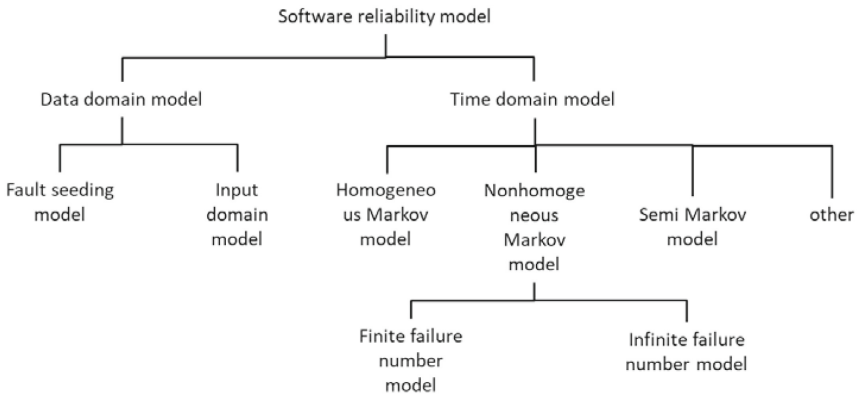 Software reliability model
Data domain model
Time domain model
Fault seeding
model
Input
domain
model
Homogeneo
us Markov
model
Nonhomoge
neous
Markov
model
Semi Markov
model
other
Finite failure
number
model
Infinite failure
number model